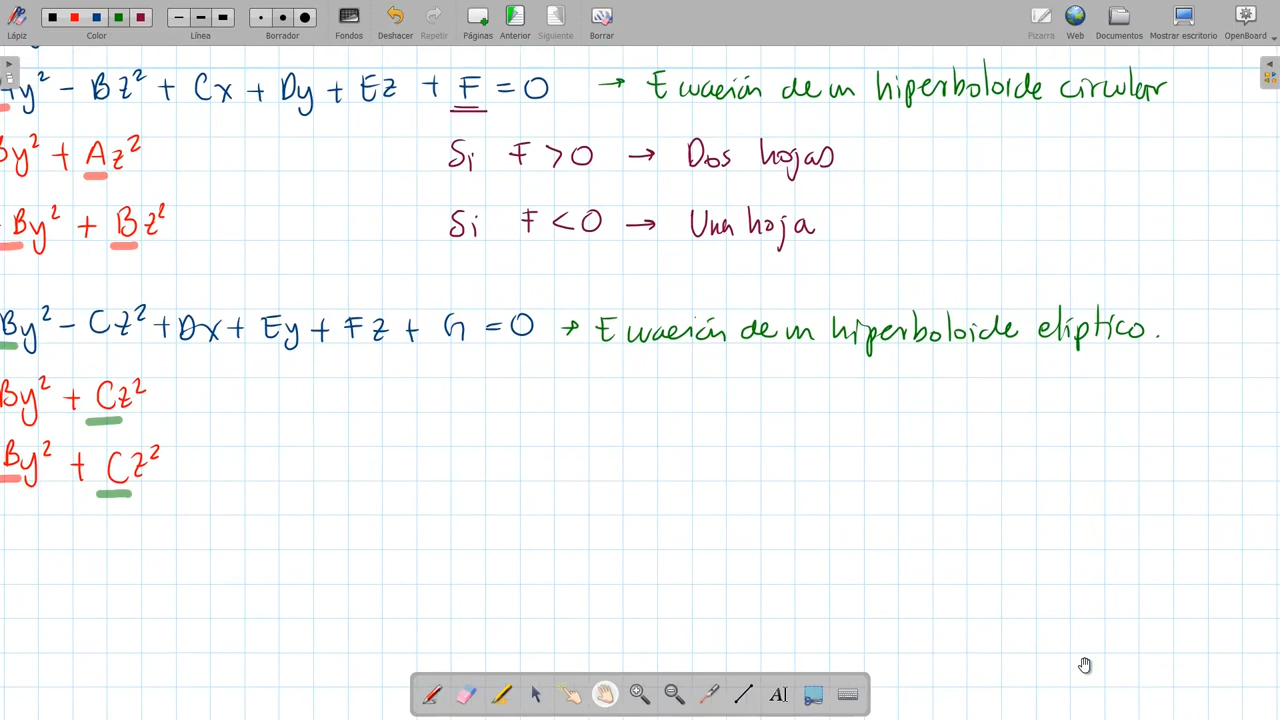 Lápiz Color Línea Borrador Fondos Deshacer Repetir Páginas Anterior Siguiente Borrar Pizarra Web Documentos Mostrar escritorio OpenBoard
y² - Bz² + Cx + Dy + Ez + F = 0 → Ecuación de un hiperboloide circular
By² + Az² Si F > 0 → Dos hojas
By² + Bz² Si F < 0 → Una hoja
By² - Cz² + Dx + Ey + Fz + G = 0 → Ecuación de un hiperboloide elíptico.
By² + Cz²
By² + Cz²